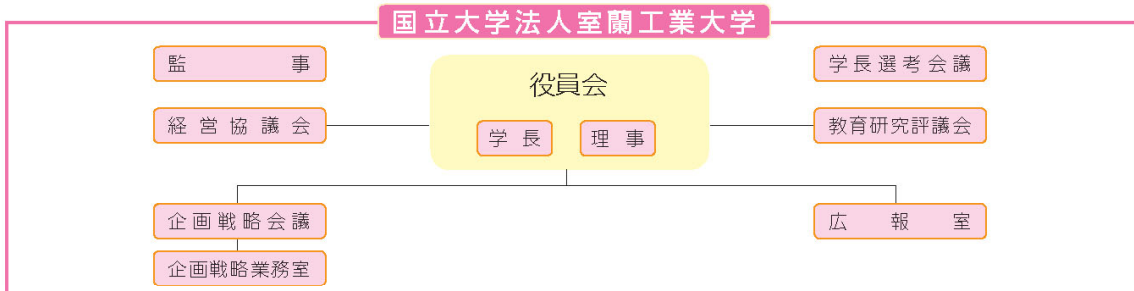 国立大学法人室蘭工業大学
監事
学長選考会議
役員会
経営協議会
学長
理事
教育研究評議会
企画戦略会議
広報室
企画戦略業務室